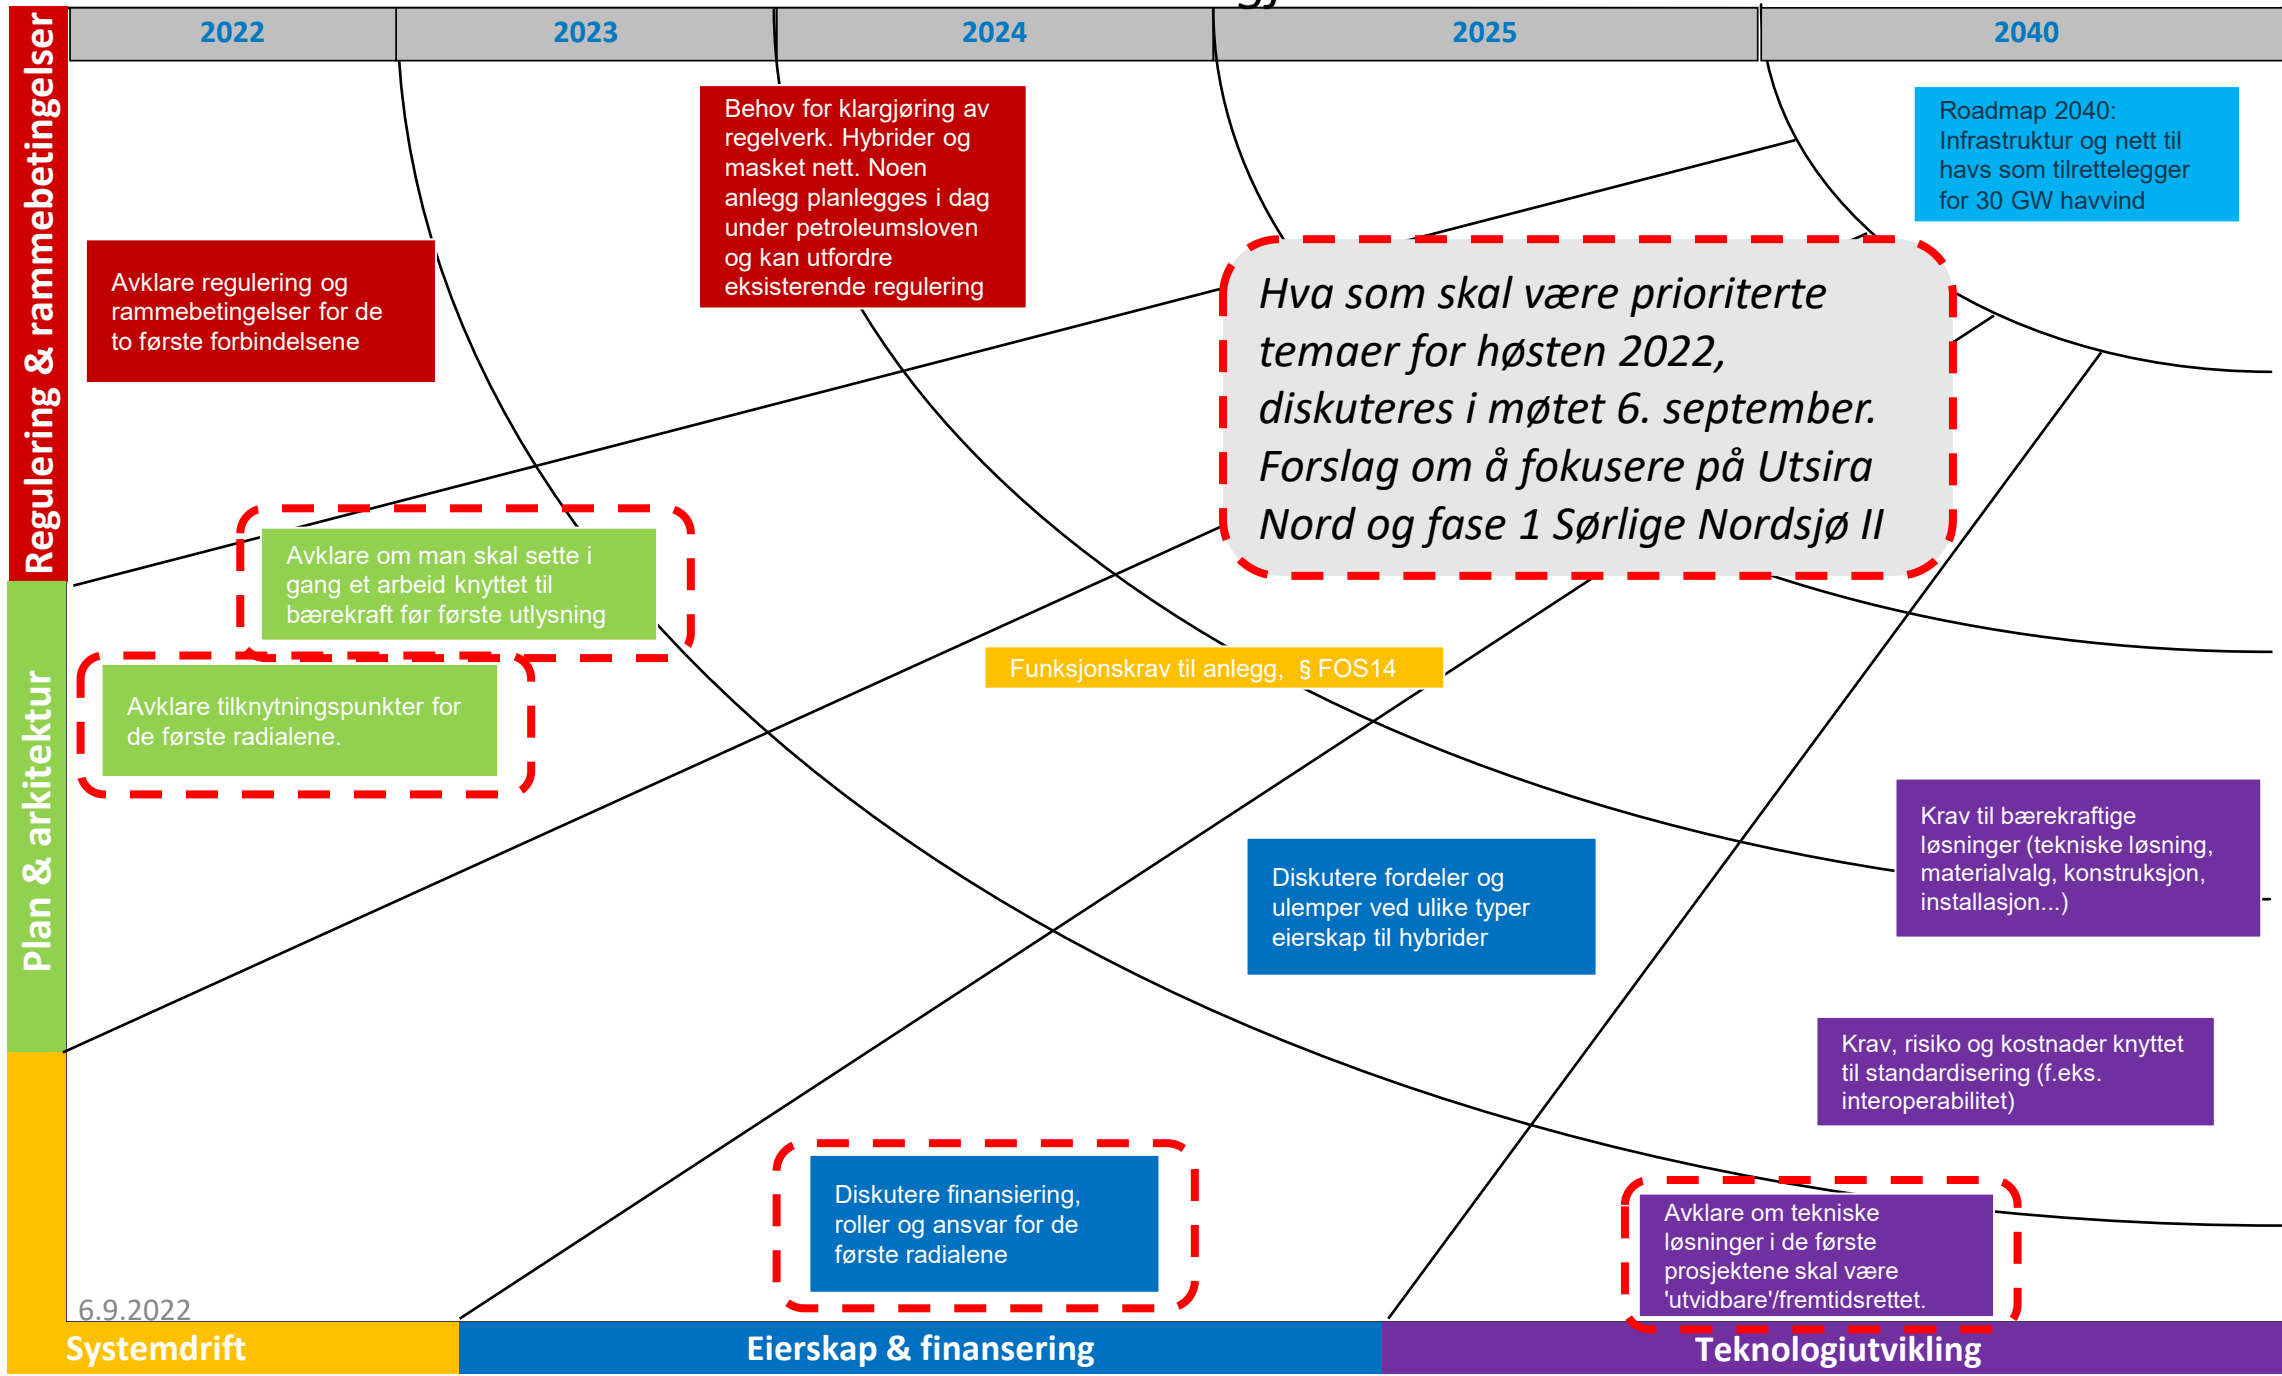 gj
2022
2023
2024
2025
2040
Regulering & rammebetingelser
Behov for klargjøring av
regelverk. Hybrider og
masket nett. Noen
anlegg planlegges i dag
under petroleumsloven
og kan utfordre
eksisterende regulering
Roadmap 2040:
Infrastruktur og nett til
havs som tilrettelegger
for 30 GW havvind
Avklare regulering og
rammebetingelser for de
to første forbindelsene
Hva som skal være prioriterte
temaer for høsten 2022,
diskuteres i møtet 6. september.
Forslag om å fokusere på Utsira
Nord og fase 1 Sørlige Nordsjø II
Avklare om man skal sette i
gang et arbeid knyttet til
bærekraft før første utlysning
Plan & arkitektur
Avklare tilknytningspunkter for
de første radialene.
Funksjonskrav til anlegg,  § FOS14
Krav til bærekraftige
løsninger (tekniske løsning,
materialvalg, konstruksjon,
installasjon...)
Diskutere fordeler og
ulemper ved ulike typer
eierskap til hybrider
Krav, risiko og kostnader knyttet
til standardisering (f.eks.
interoperabilitet)
Diskutere finansiering,
roller og ansvar for de
første radialene
Avklare om tekniske
løsninger i de første
prosjektene skal være
'utvidbare'/fremtidsrettet.
6.9.2022
Systemdrift
Eierskap & finansering
Teknologiutvikling